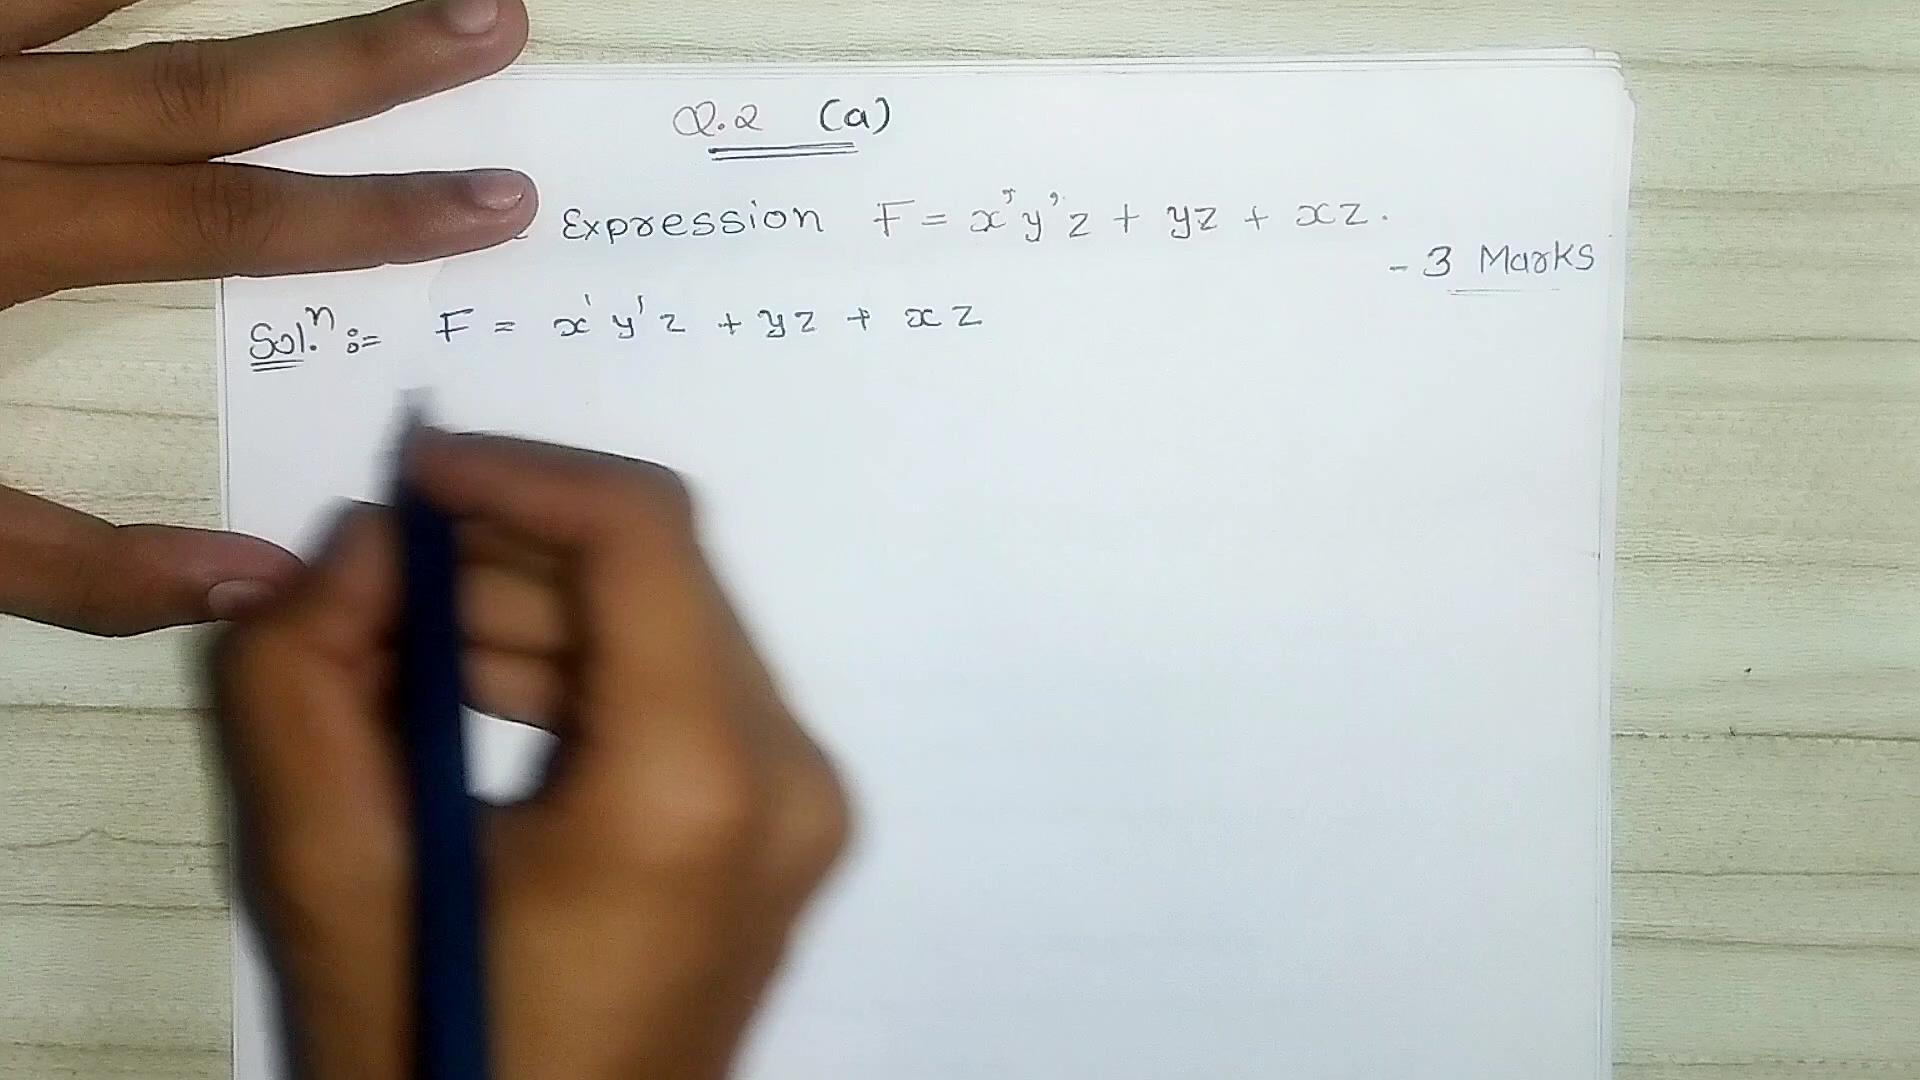 Q.2 (a)
Expression F = x'y'z + yz + xz.
- 3 Marks
Sol.n :- F = x'y'z + yz + xz